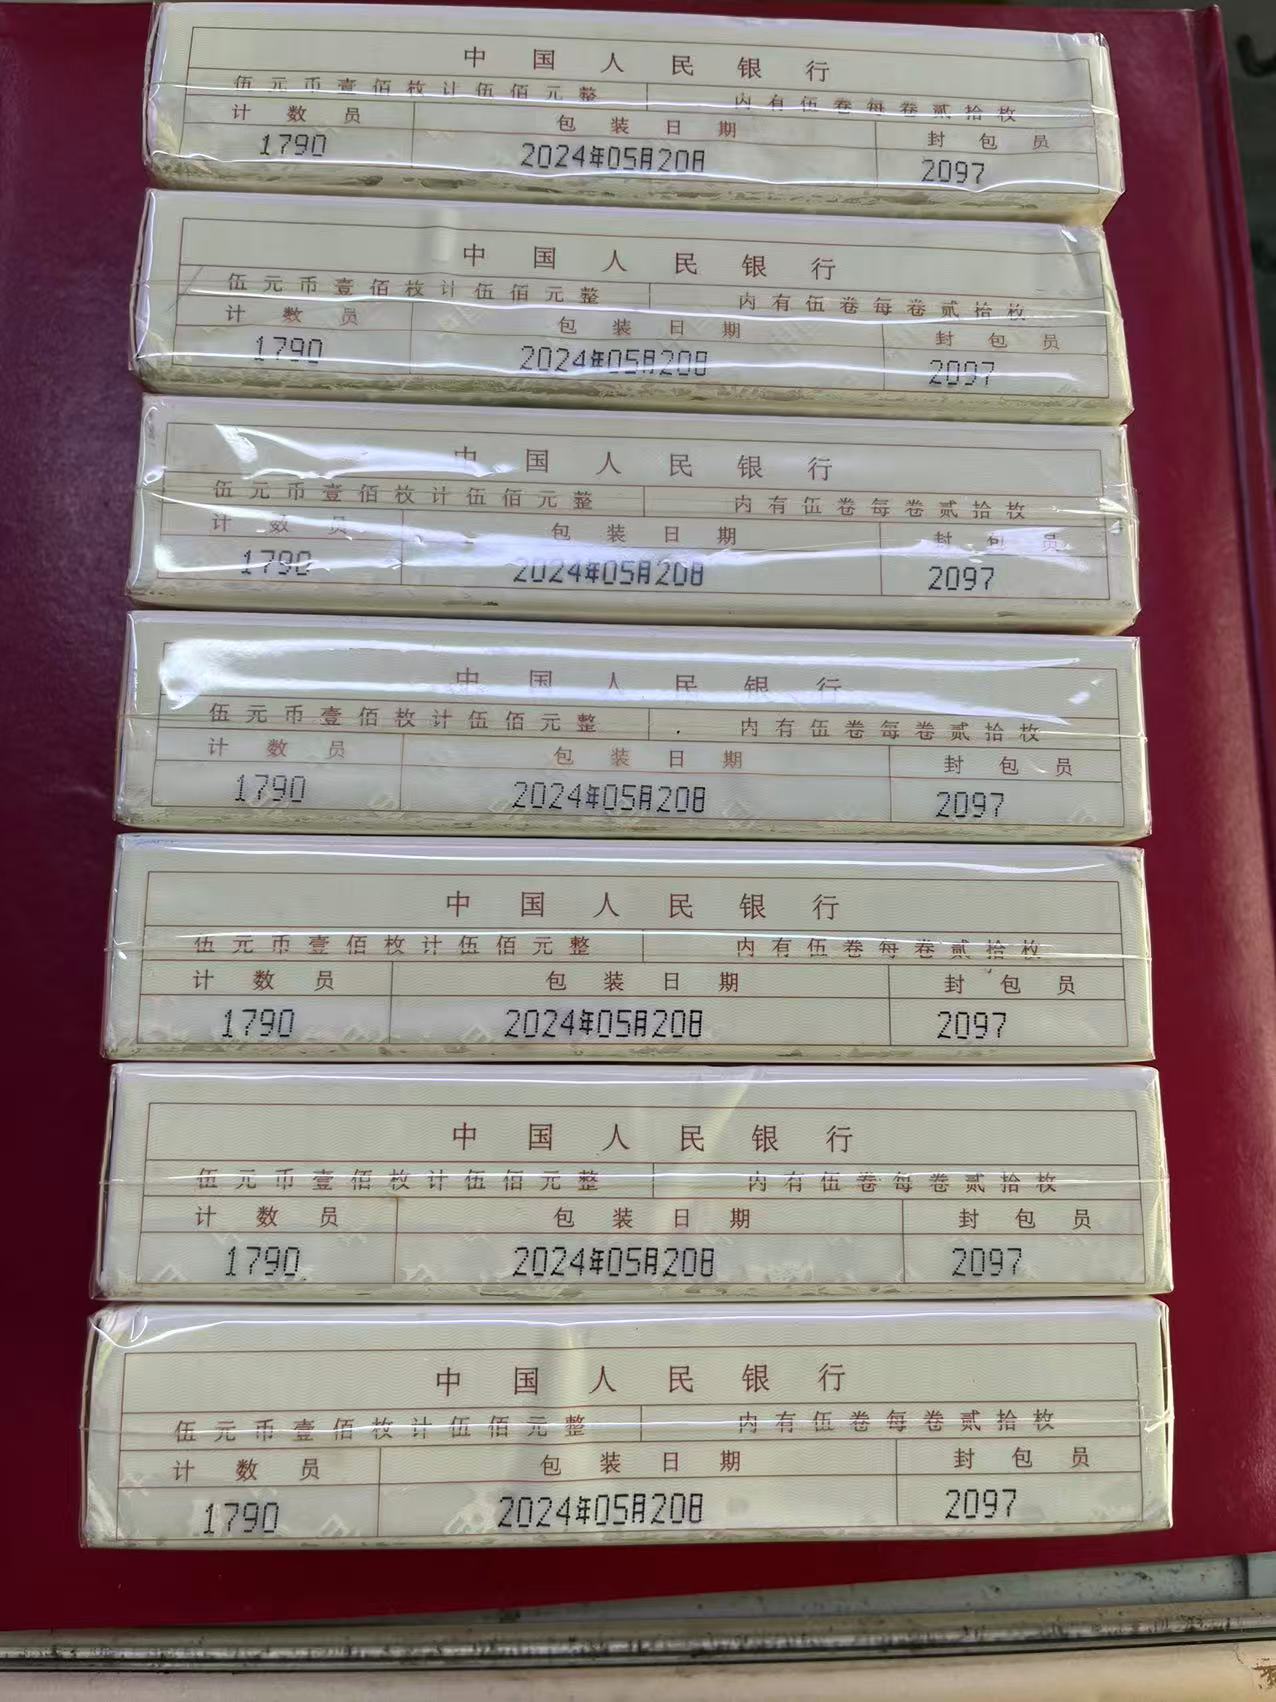 中国人民银行
伍元币壹佰枚计伍佰元整 内有伍卷每卷贰拾枚
计数员 包装日期 封包员
1790 2024年05月20日 2097
中国人民银行
伍元币壹佰枚计伍佰元整 内有伍卷每卷贰拾枚
计数员 包装日期 封包员
1790 2024年05月20日 2097
中国人民银行
伍元币壹佰枚计伍佰元整 内有伍卷每卷贰拾枚
计数员 包装日期 封包员
1790 2024年05月20日 2097
中国人民银行
伍元币壹佰枚计伍佰元整 内有伍卷每卷贰拾枚
计数员 包装日期 封包员
1790 2024年05月20日 2097
中国人民银行
伍元币壹佰枚计伍佰元整 内有伍卷每卷贰拾枚
计数员 包装日期 封包员
1790 2024年05月20日 2097
中国人民银行
伍元币壹佰枚计伍佰元整 内有伍卷每卷贰拾枚
计数员 包装日期 封包员
1790 2024年05月20日 2097
中国人民银行
伍元币壹佰枚计伍佰元整 内有伍卷每卷贰拾枚
计数员 包装日期 封包员
1790 2024年05月20日 2097